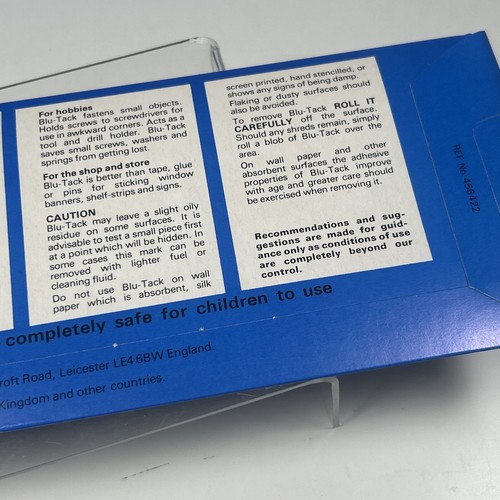 For hobbies
Blu-Tack fastens small objects.
Holds screws to screwdrivers for
use in awkward corners. Acts as a
tool and drill holder. Blu-Tack
saves small screws, washers and
springs from getting lost.
For the shop and store
Blu-Tack is better than tape, glue
or pins for sticking window
banners, shelf-strips and signs.
CAUTION
Blu-Tack may leave a slight oily
residue on some surfaces. It is
advisable to test a small piece first
at a point which will be hidden. In
some cases this mark can be
removed with lighter fuel or
cleaning fluid.
Do not use Blu-Tack on wall
paper which is absorbent, silk
screen printed, hand stencilled, or
shows any signs of being damp.
Flaking or dusty surfaces should
also be avoided.
To remove Blu-Tack ROLL IT
CAREFULLY off the surface.
Should any shreds remain, simply
roll a blob of Blu-Tack over the
area.
On wall paper and other
absorbent surfaces the adhesive
properties of Blu-Tack improve
with age and greater care should
be exercised when removing it.
Recommendations and sug-
gestions are made for guid-
ance only as conditions of use
are completely beyond our
control.
REF No 456422
completely safe for children to use
roft Road, Leicester LE4 6BW England,
Kingdom and other countries.